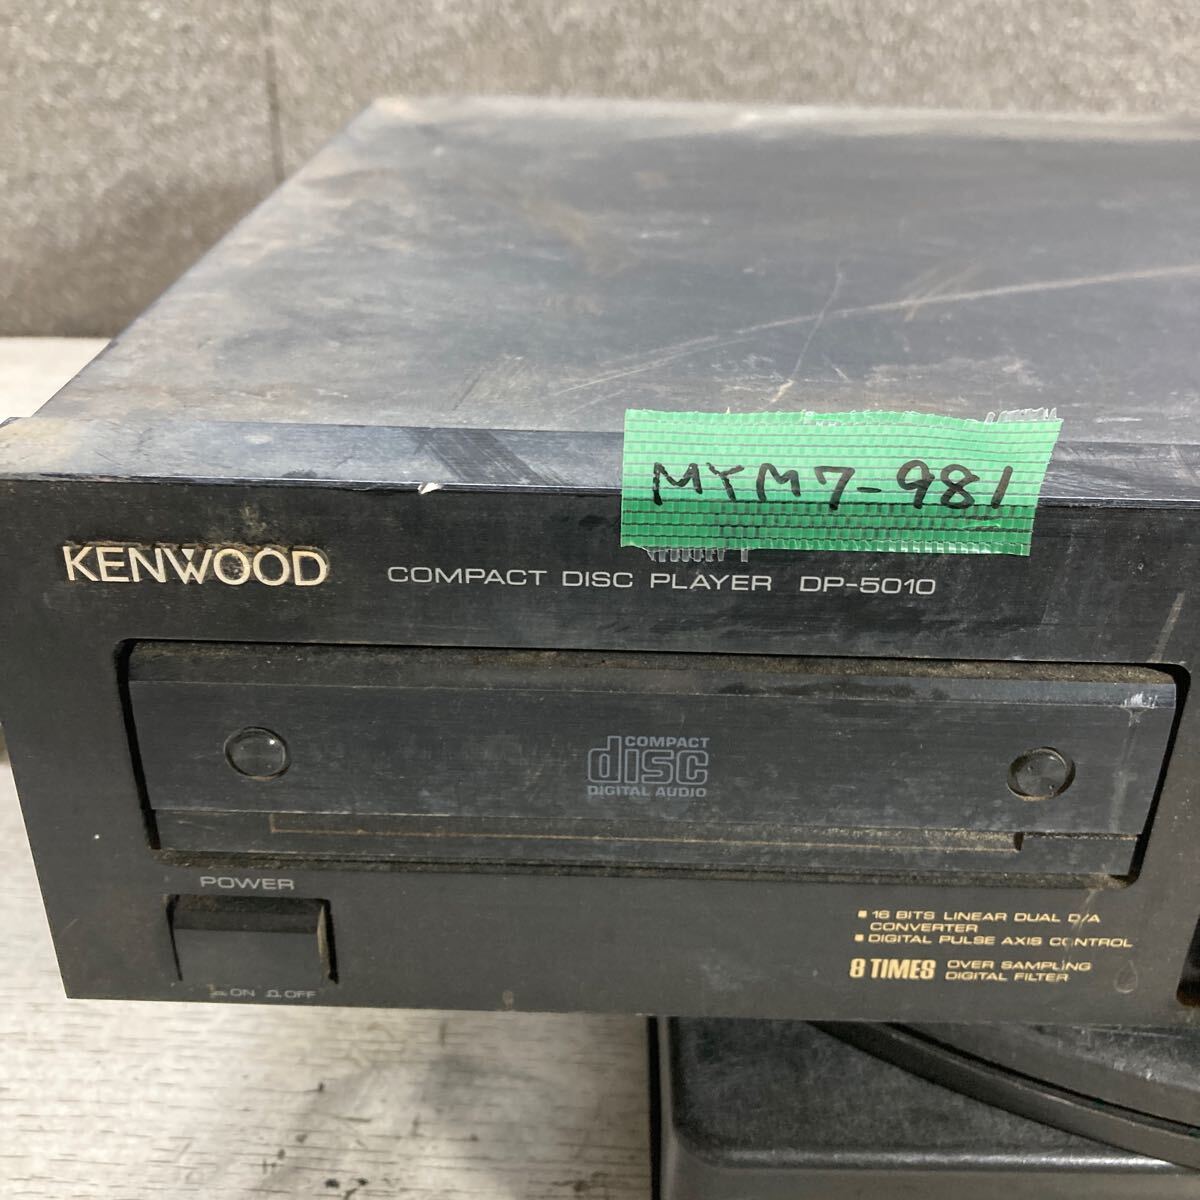 MYM7-981
KENWOOD COMPACT DISC PLAYER DP-5010
COMPACT
disc
DIGITAL AUDIO
POWER
ON OFF
16 BITS LINEAR DUAL D/A
CONVERTER
DIGITAL PULSE AXIS CONTROL
8 TIMES OVER SAMPLING
DIGITAL FILTER